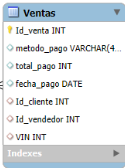 Ventas
Id_venta INT
metodo_pago VARCHAR(4...
total_pago INT
fecha_pago DATE
Id_cliente INT
Id_vendedor INT
VIN INT
Indexes